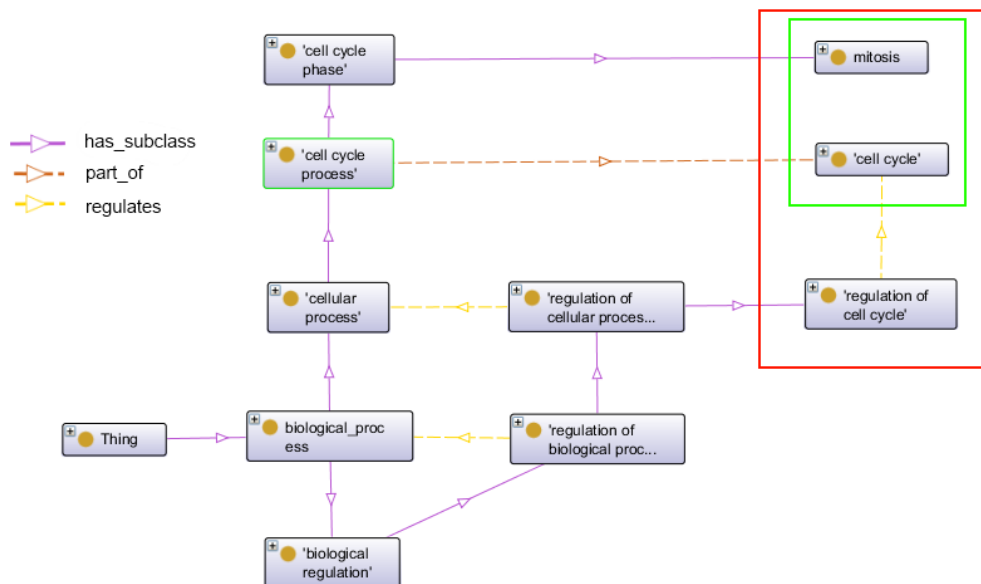 'cell cycle
phase'
mitosis
has_subclass
part_of
regulates
'cell cycle
process'
'cell cycle'
'cellular
process'
'regulation of
cellular proces...
'regulation of
cell cycle'
Thing
biological_proc
ess
'regulation of
biological proc...
'biological
regulation'